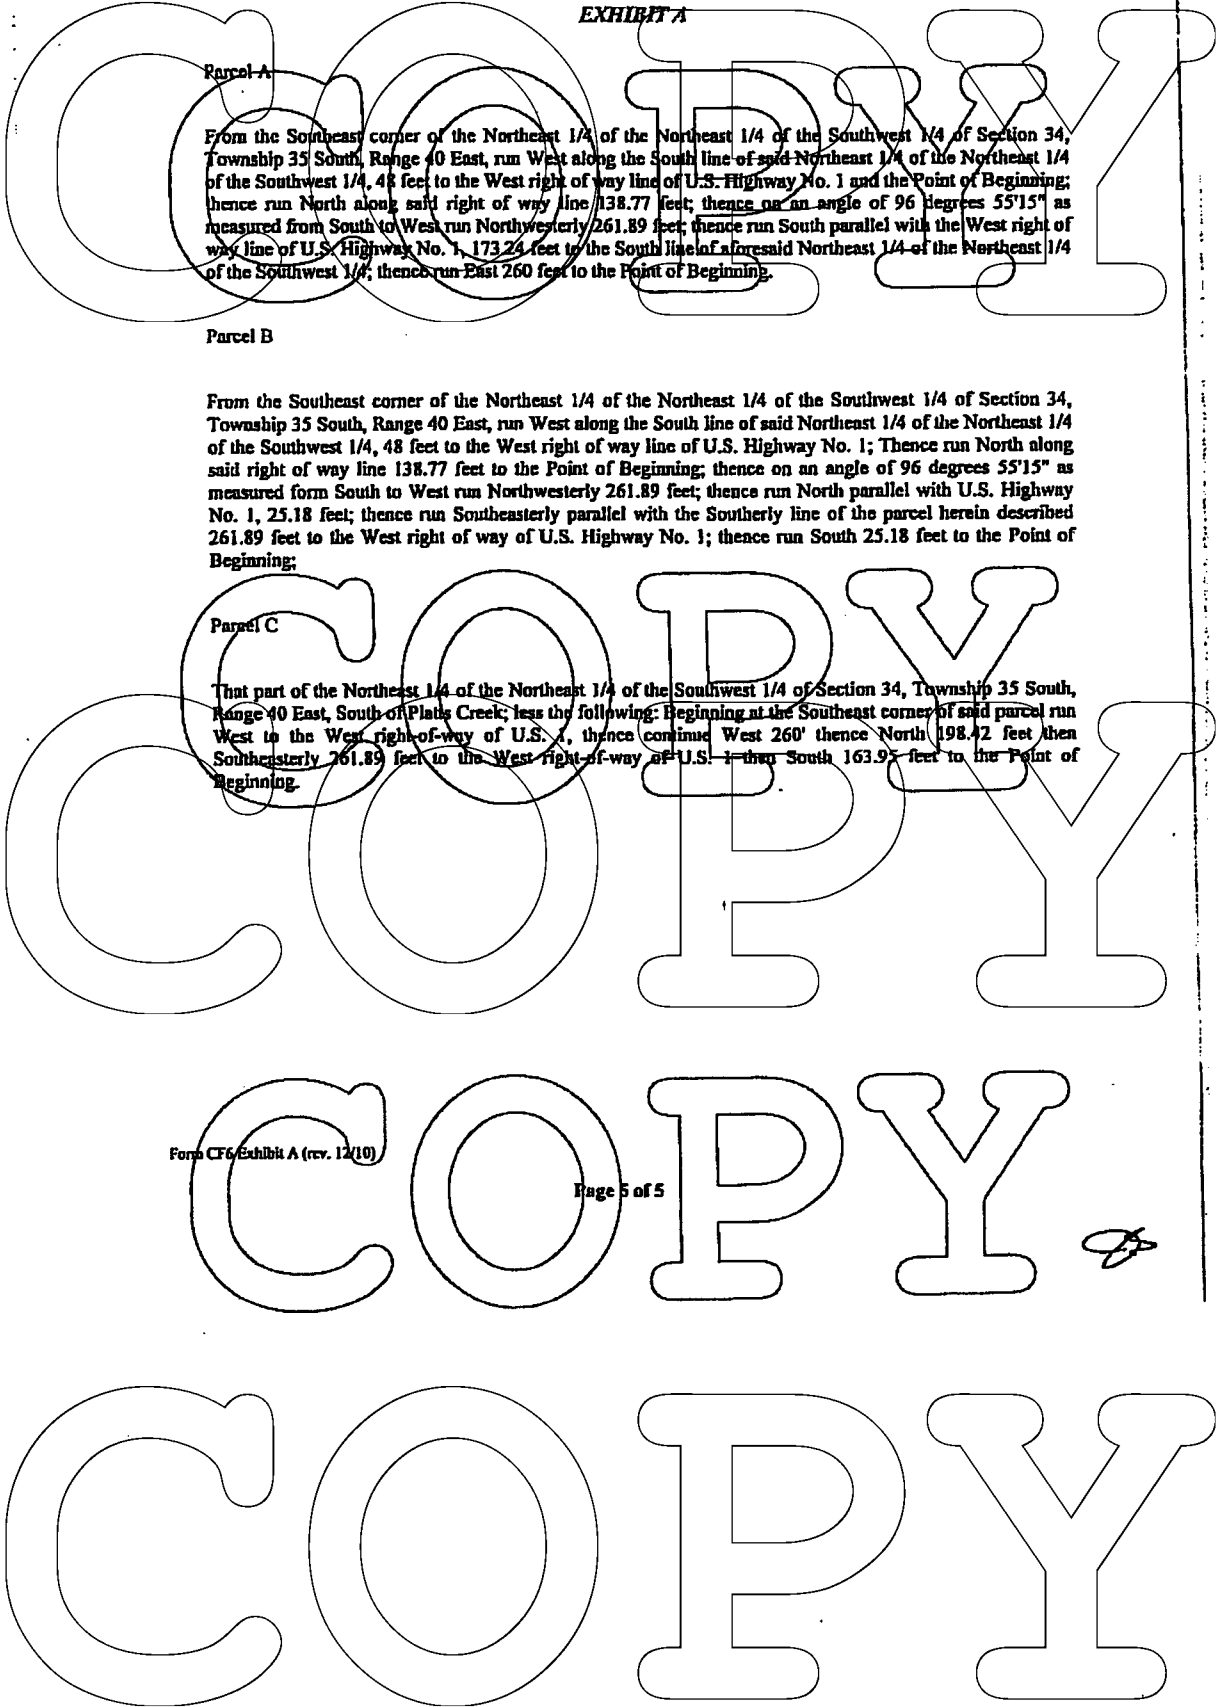 EXHIBIT A
Parcel A
From the Southeast corner of the Northeast 1/4 of the Northeast 1/4 of the Southwest 1/4 of Section 34,
Township 35 South, Range 40 East, run West along the South line of said Northeast 1/4 of the Northeast 1/4
of the Southwest 1/4, 48 feet to the West right of way line of U.S. Highway No. 1 and the Point of Beginning;
thence run North along said right of way line 138.77 feet; thence on an angle of 96 degrees 55'15" as
measured from South to West run Northwesterly 261.89 feet; thence run South parallel with the West right of
way line of U.S. Highway No. 1, 173.24 feet to the South line of aforesaid Northeast 1/4 of the Northeast 1/4
of the Southwest 1/4; thence run East 260 feet to the Point of Beginning.
Parcel B
From the Southeast corner of the Northeast 1/4 of the Northeast 1/4 of the Southwest 1/4 of Section 34,
Township 35 South, Range 40 East, run West along the South line of said Northeast 1/4 of the Northeast 1/4
of the Southwest 1/4, 48 feet to the West right of way line of U.S. Highway No. 1; Thence run North along
said right of way line 138.77 feet to the Point of Beginning; thence on an angle of 96 degrees 55'15" as
measured form South to West run Northwesterly 261.89 feet; thence run North parallel with U.S. Highway
No. 1, 25.18 feet; thence run Southeasterly parallel with the Southerly line of the parcel herein described
261.89 feet to the West right of way of U.S. Highway No. 1; thence run South 25.18 feet to the Point of
Beginning;
Parcel C
That part of the Northeast 1/4 of the Northeast 1/4 of the Southwest 1/4 of Section 34, Township 35 South,
Range 40 East, South of Platts Creek; less the following: Beginning at the Southeast corner of said parcel run
West to the West right-of-way of U.S. 1, thence continue West 260' thence North 198.42 feet then
Southeasterly 261.89 feet to the West right-of-way of U.S. 1 then South 163.95 feet to the Point of
Beginning.
Form CF6 Exhibit A (rev. 12/10)
Page 5 of 5
COPY
COPY
COPY
COPY
COPY
COPY